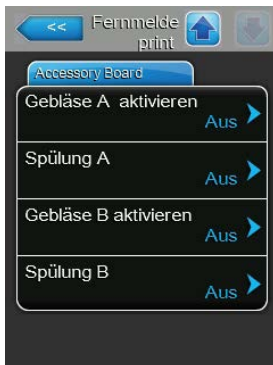 << Fernmelde
print
Accessory Board
Gebläse A aktivieren
Aus
Spülung A
Aus
Gebläse B aktivieren
Aus
Spülung B
Aus